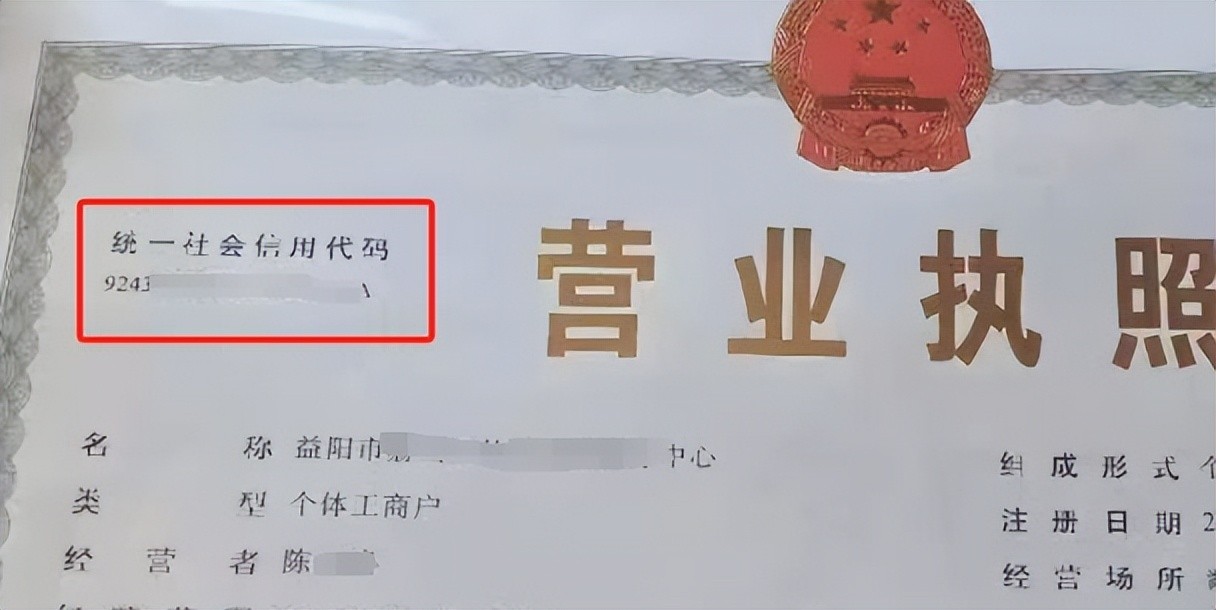 统一社会信用代码
9243 A
营业执照
名 称 益阳市 中心
类 型 个体工商户
经 营 者 陈
组 成 形 式 个
注 册 日 期 2
经 营 场 所